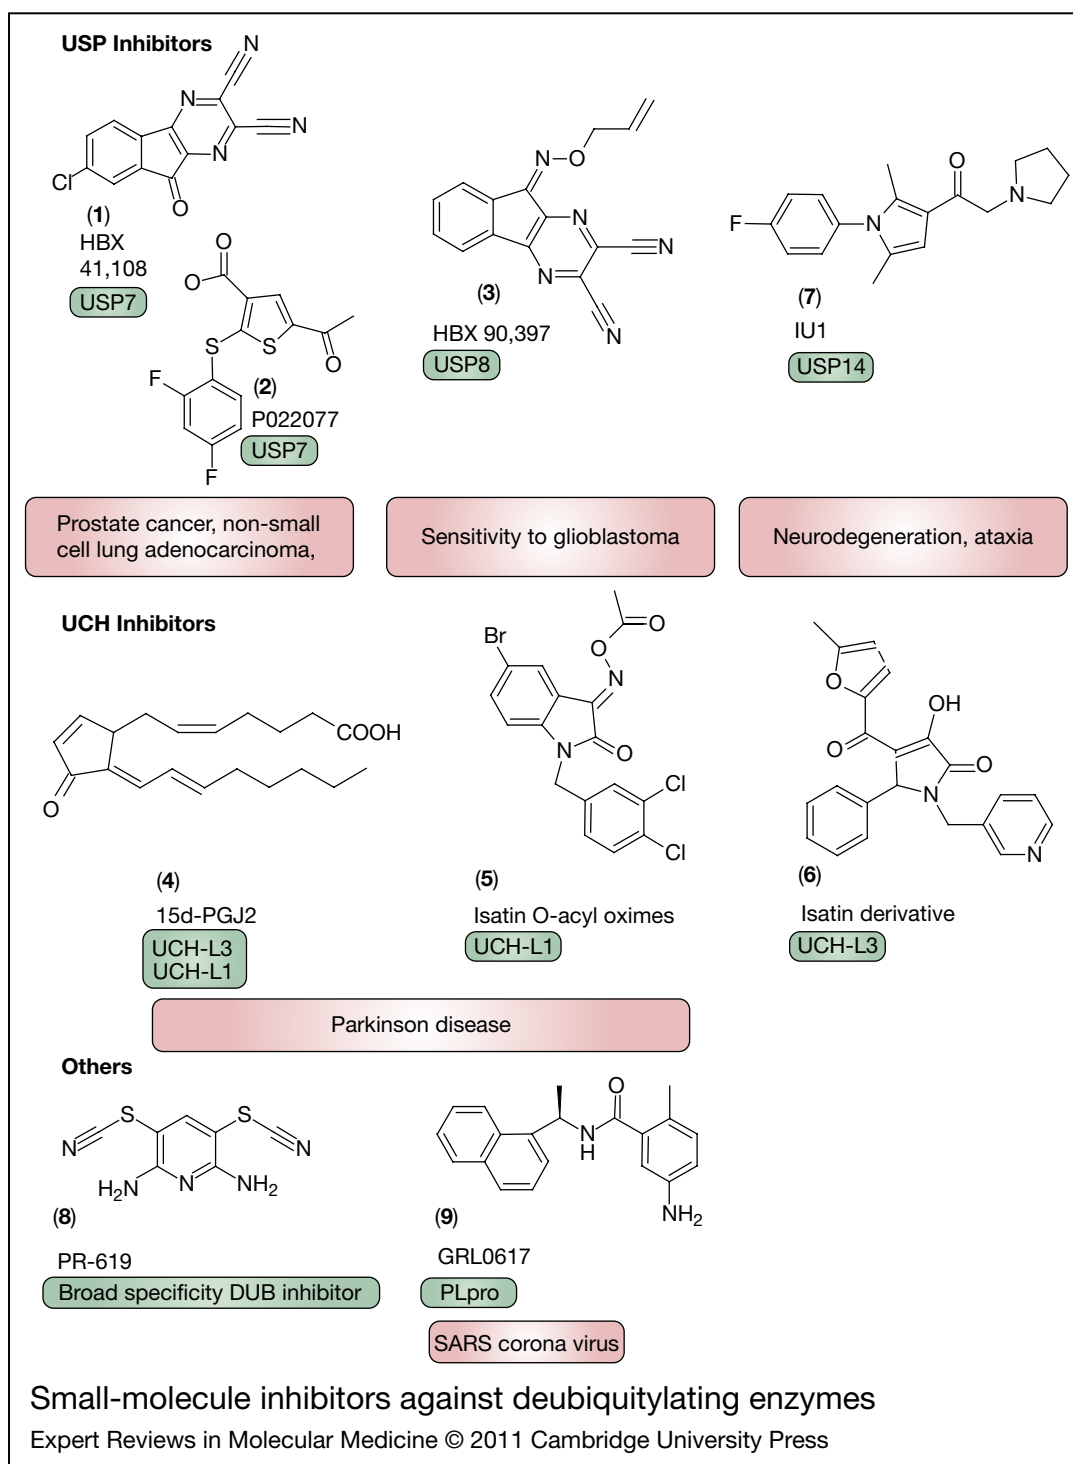 USP Inhibitors
N
N
N
N
Cl
O
(1)
HBX
41,108
USP7
O
O
S
S
O
F
F
(2)
P022077
USP7
N
O
N
N
N
N
(3)
HBX 90,397
USP8
F
N
O
N
(7)
IU1
USP14
Prostate cancer, non-small
cell lung adenocarcinoma,
Sensitivity to glioblastoma
Neurodegeneration, ataxia
UCH Inhibitors
COOH
O
(4)
15d-PGJ2
UCH-L3
UCH-L1
Br
O
O
N
N
O
Cl
Cl
(5)
Isatin O-acyl oximes
UCH-L1
O
OH
O
O
N
N
(6)
Isatin derivative
UCH-L3
Parkinson disease
Others
S
S
N
N
H2N
N
NH2
(8)
PR-619
Broad specificity DUB inhibitor
O
N
H
NH2
(9)
GRL0617
PLpro
SARS corona virus
Small-molecule inhibitors against deubiquitylating enzymes
Expert Reviews in Molecular Medicine © 2011 Cambridge University Press